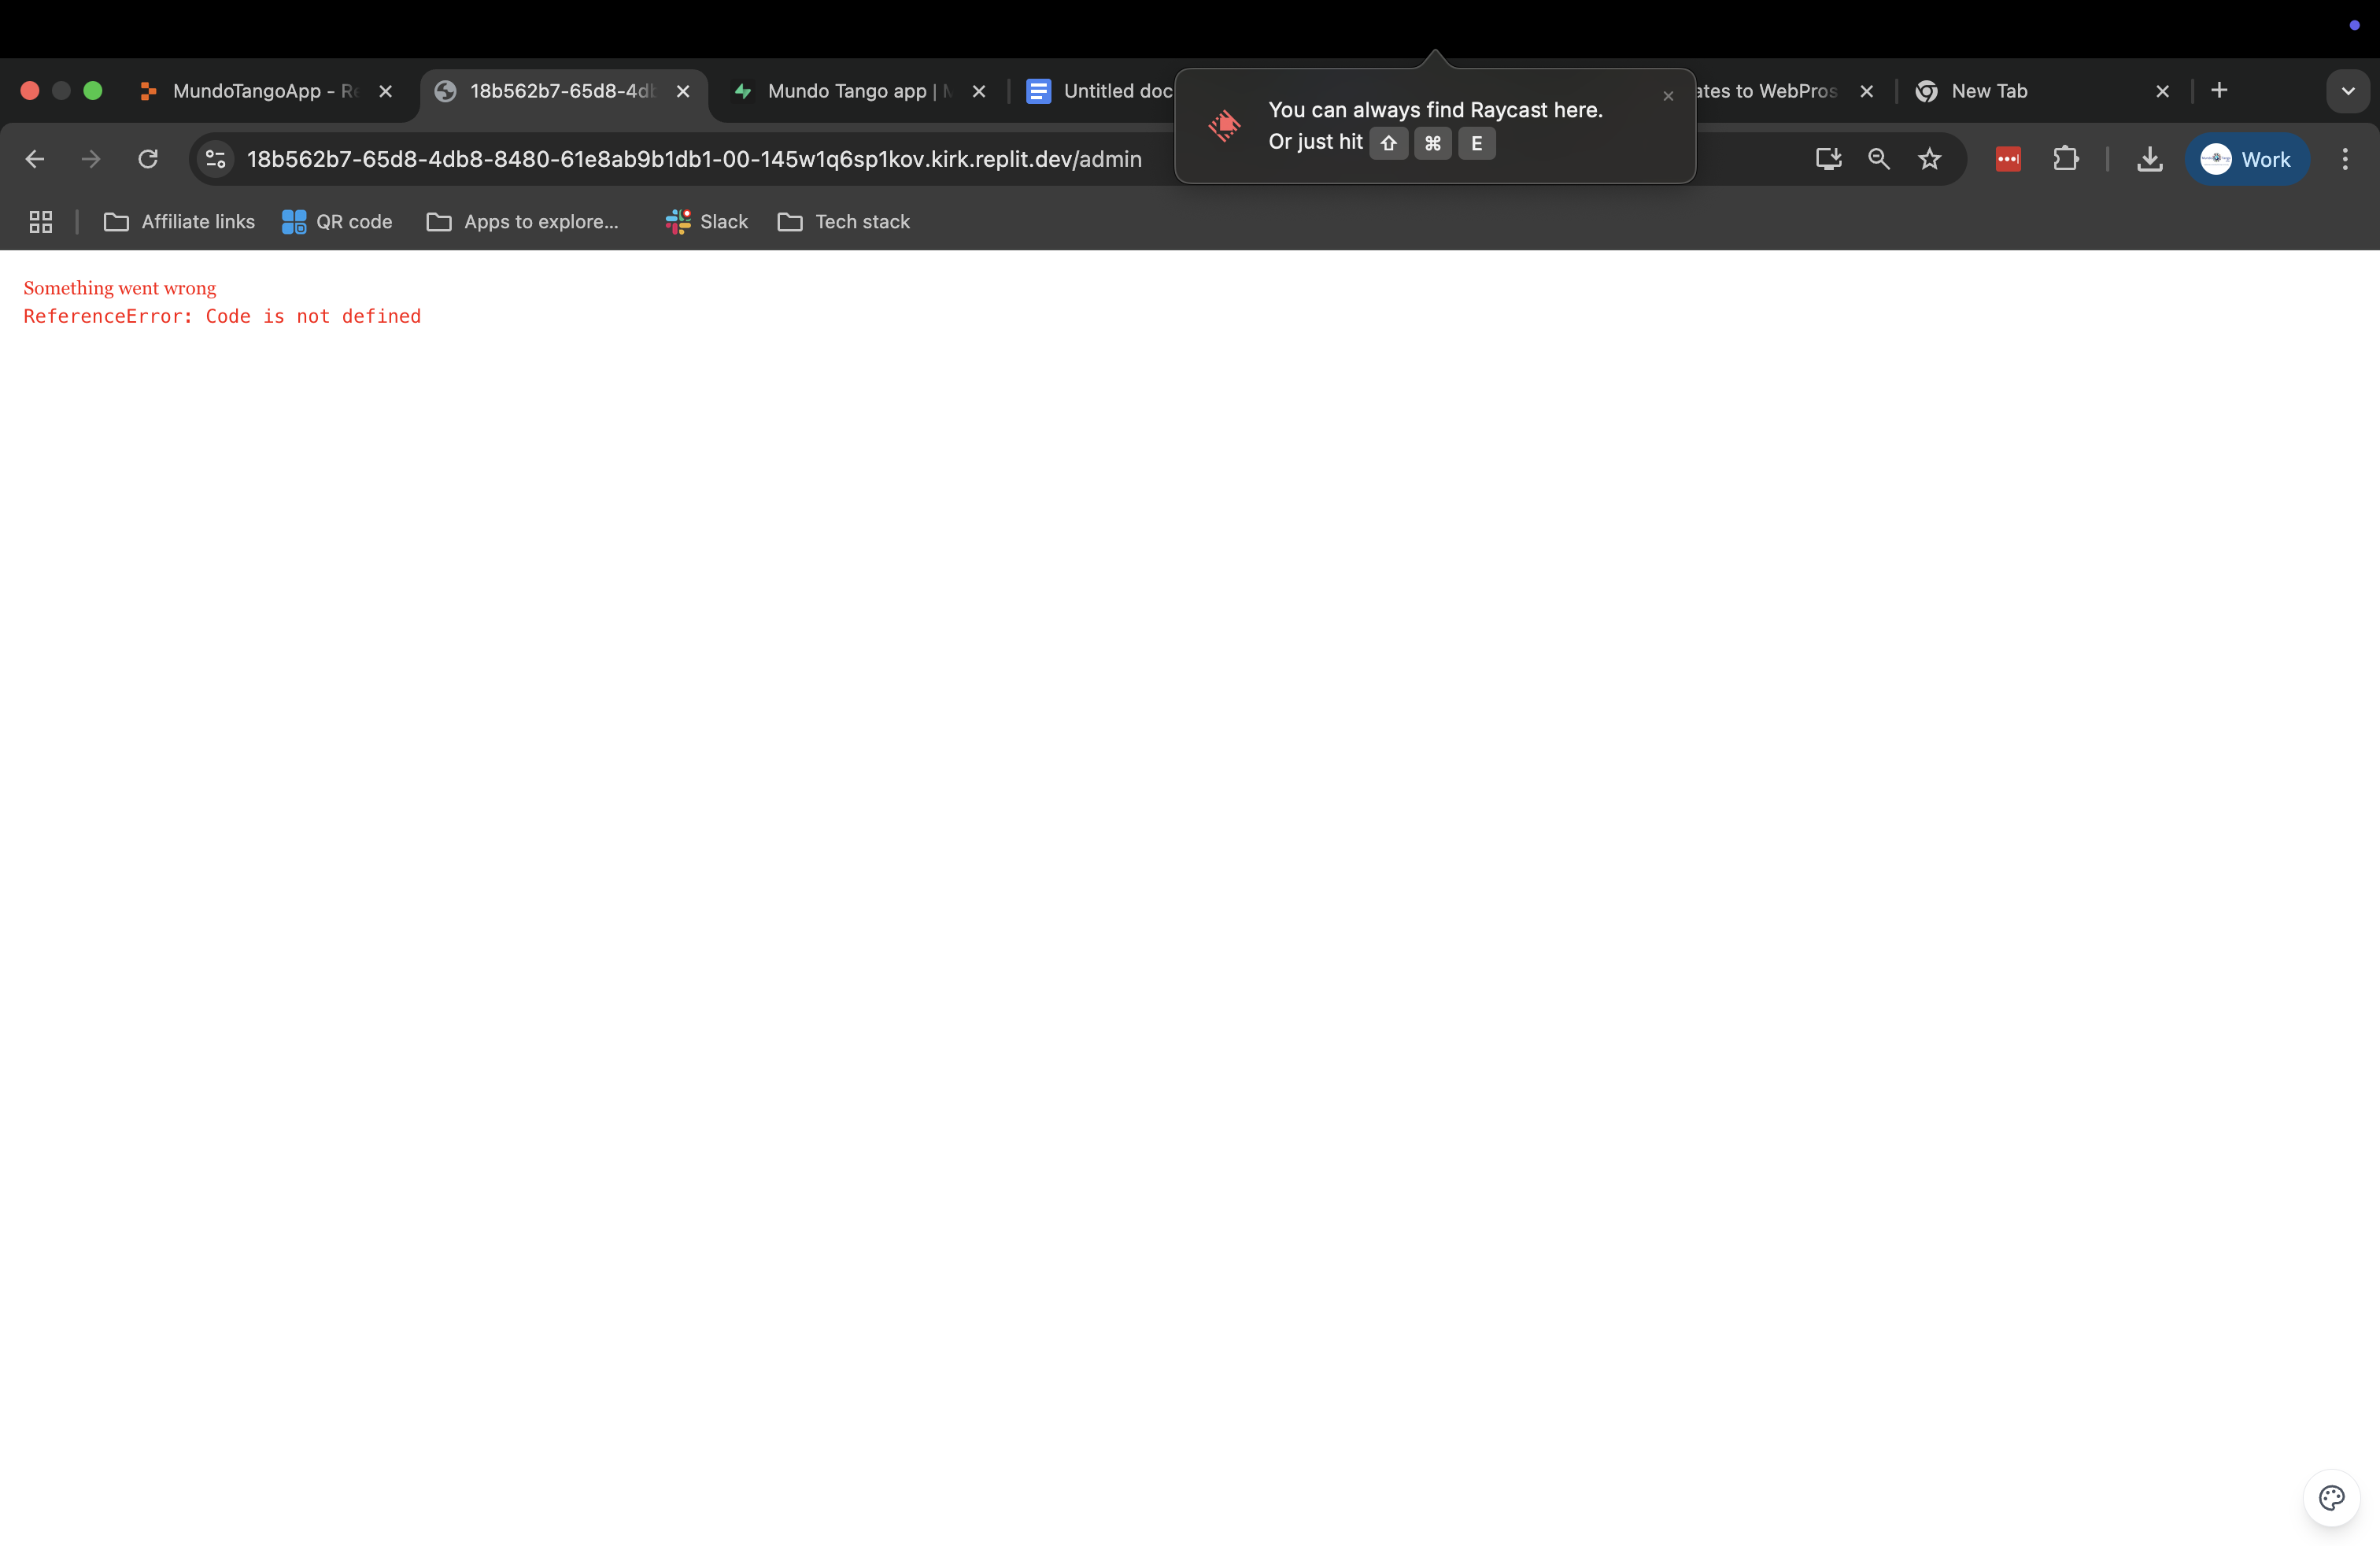 MundoTangoApp - Re
18b562b7-65d8-4db
Mundo Tango app | M
Untitled doc
ates to WebPros
New Tab
You can always find Raycast here.
Or just hit ⇧ ⌘ E
18b562b7-65d8-4db8-8480-61e8ab9b1db1-00-145w1q6sp1kov.kirk.replit.dev/admin
Work
Affiliate links
QR code
Apps to explore...
Slack
Tech stack
Something went wrong
ReferenceError: Code is not defined